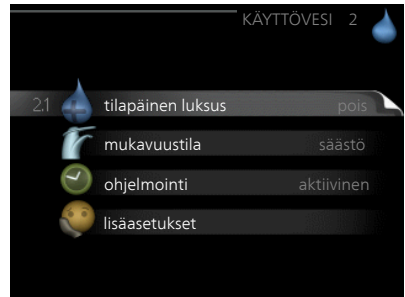 KÄYTTÖVESI 2
2.1 tilapäinen luksus pois
mukavuustila säästö
ohjelmointi aktiivinen
lisäasetukset